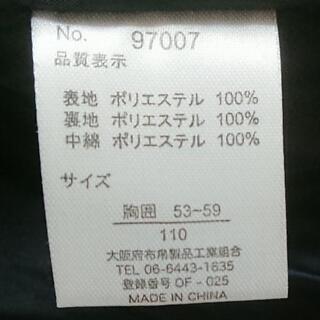 No. 97007
品質表示
表地 ポリエステル 100%
裏地 ポリエステル 100%
中綿 ポリエステル 100%
サイズ
胸囲 53~59
110
大阪府布帛製品工業組合
TEL 06-6443-1635
登録番号 OF - 025
MADE IN CHINA